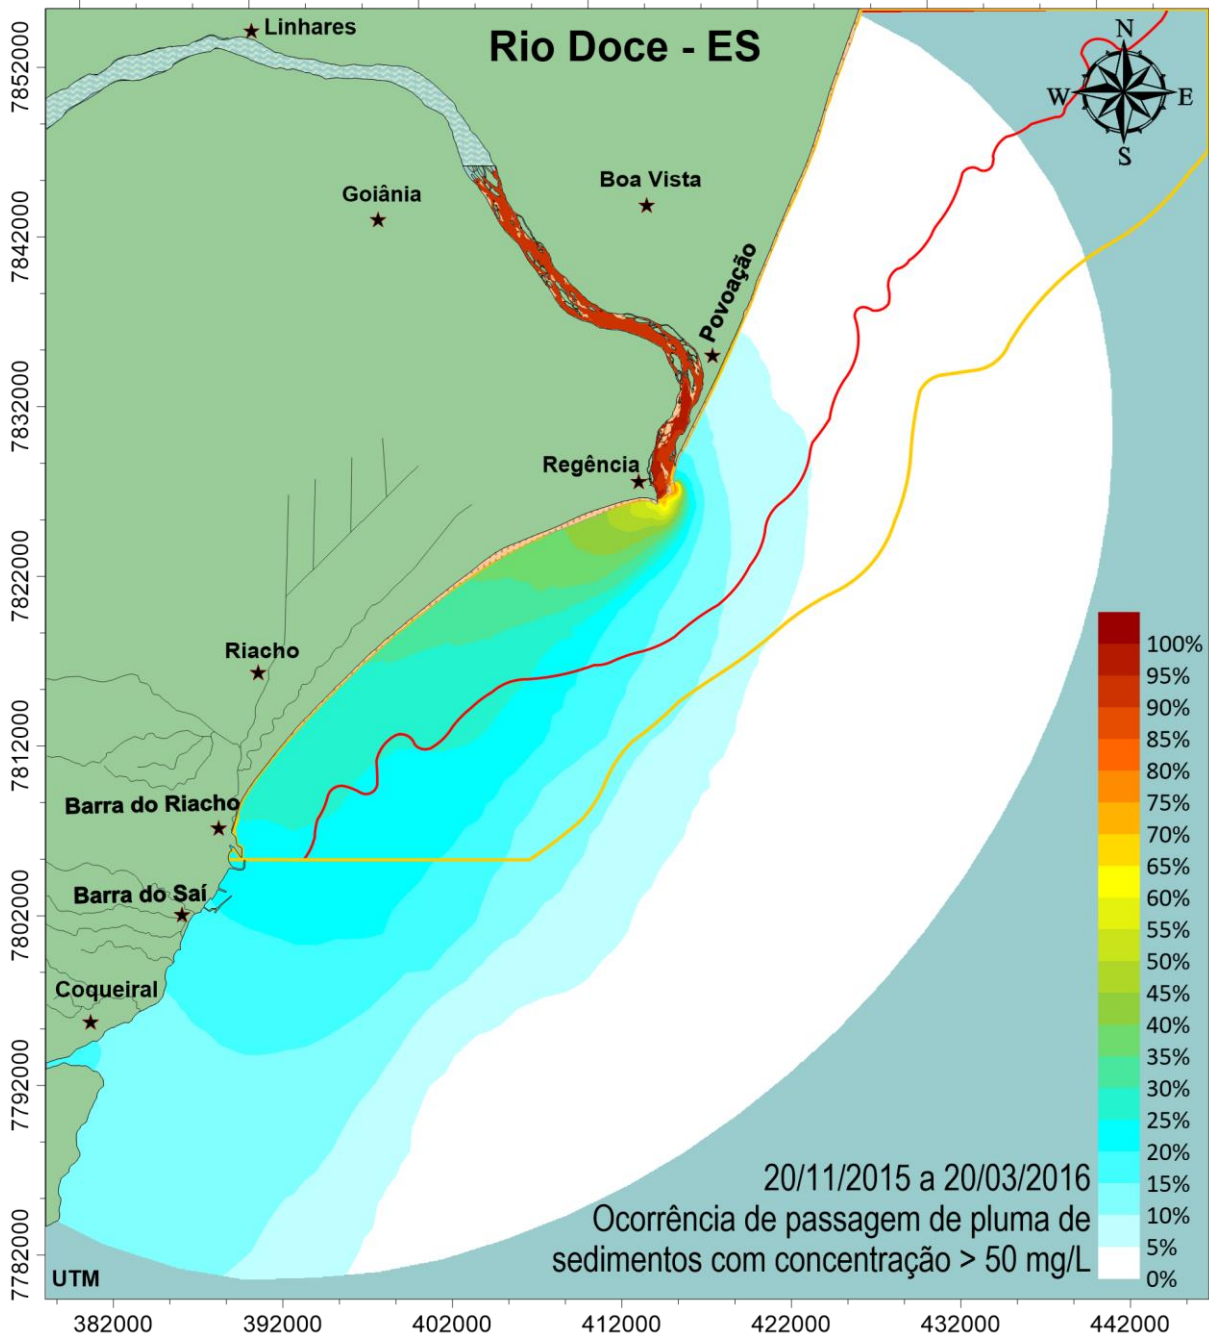 Rio Doce - ES
Linhares
N
W
E
S
Goiânia
Boa Vista
Povoação
Regência
Riacho
Barra do Riacho
Barra do Saí
Coqueiral
7852000
7842000
7832000
7822000
7812000
7802000
7792000
7782000
100%
95%
90%
85%
80%
75%
70%
65%
60%
55%
50%
45%
40%
35%
30%
25%
20%
15%
10%
5%
0%
20/11/2015 a 20/03/2016
Ocorrência de passagem de pluma de
sedimentos com concentração > 50 mg/L
UTM
382000
392000
402000
412000
422000
432000
442000